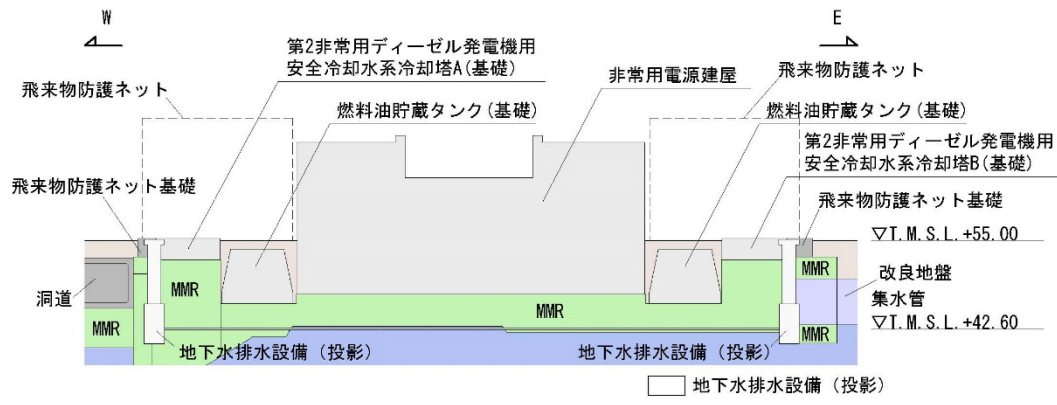 W
E
第2非常用ディーゼル発電機用
安全冷却水系冷却塔A(基礎)
飛来物防護ネット
燃料油貯蔵タンク(基礎)
飛来物防護ネット基礎
非常用電源建屋
飛来物防護ネット
燃料油貯蔵タンク(基礎)
第2非常用ディーゼル発電機用
安全冷却水系冷却塔B(基礎)
飛来物防護ネット基礎
▽T.M.S.L.+55.00
MMR
改良地盤
洞道
MMR
MMR
MMR
MMR
集水管
▽T.M.S.L.+42.60
地下水排水設備(投影)
地下水排水設備(投影)
地下水排水設備(投影)